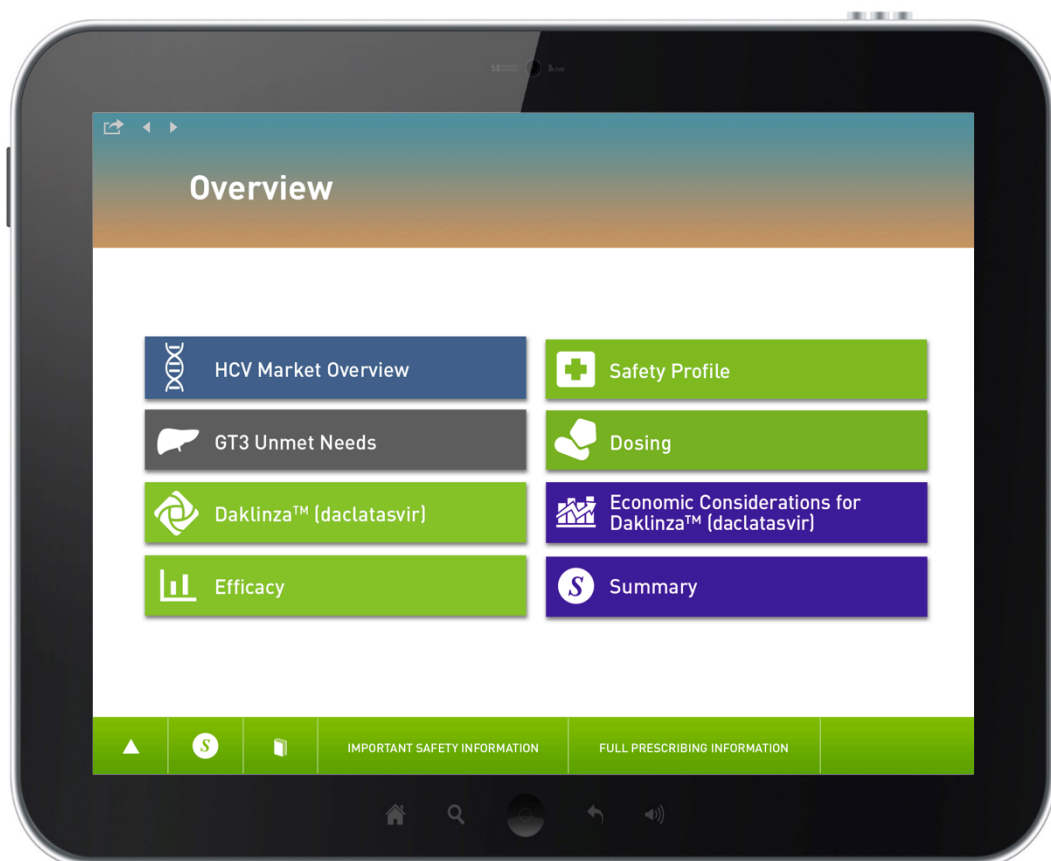 Overview
HCV Market Overview
GT3 Unmet Needs
Daklinza™ (daclatasvir)
Efficacy
Safety Profile
Dosing
Economic Considerations for
Daklinza™ (daclatasvir)
S Summary
S
IMPORTANT SAFETY INFORMATION
FULL PRESCRIBING INFORMATION